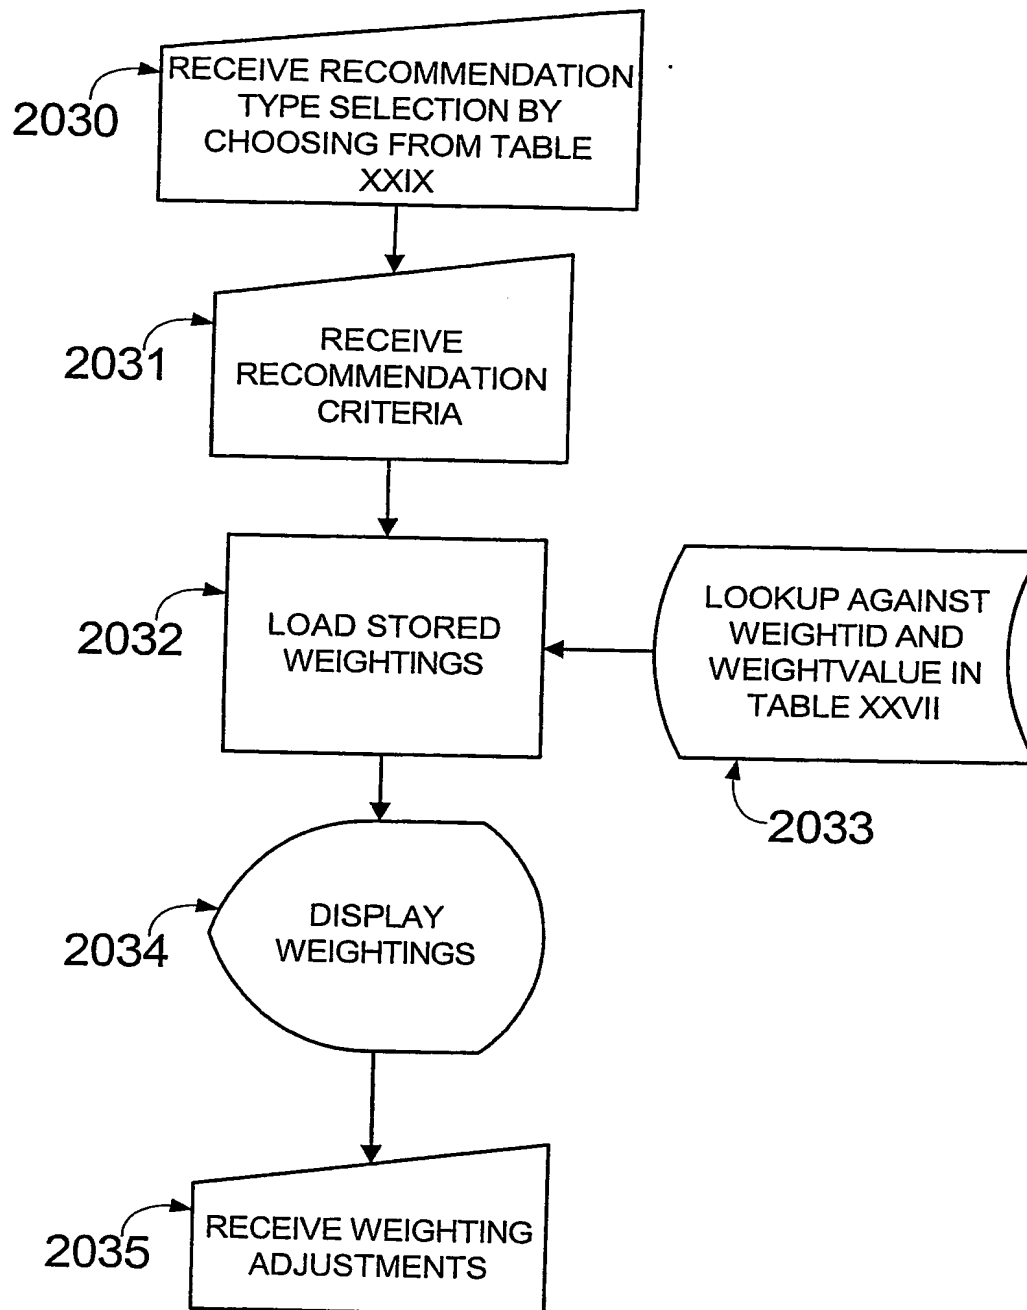 RECEIVE RECOMMENDATION
TYPE SELECTION BY
CHOOSING FROM TABLE
XXIX
2030
RECEIVE
RECOMMENDATION
CRITERIA
2031
LOAD STORED
WEIGHTINGS
2032
LOOKUP AGAINST
WEIGHTID AND
WEIGHTVALUE IN
TABLE XXVII
2033
DISPLAY
WEIGHTINGS
2034
RECEIVE WEIGHTING
ADJUSTMENTS
2035